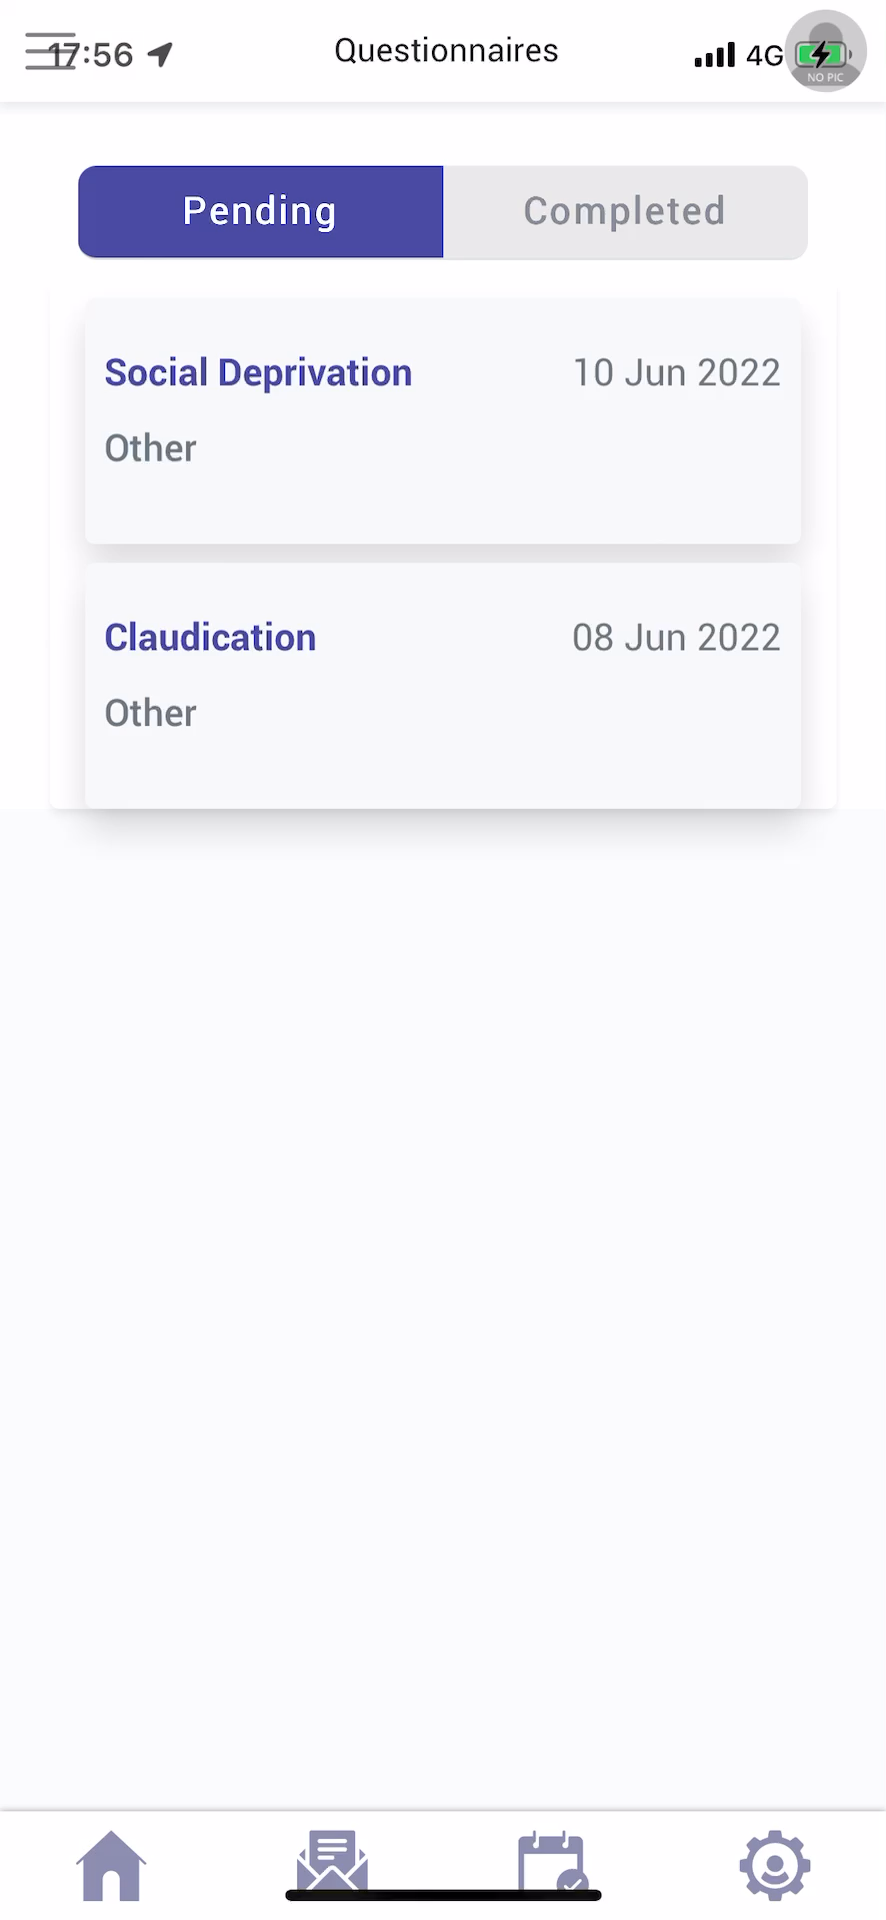 17:56
Questionnaires
4G
NO PIC
Pending
Completed
Social Deprivation
10 Jun 2022
Other
Claudication
08 Jun 2022
Other